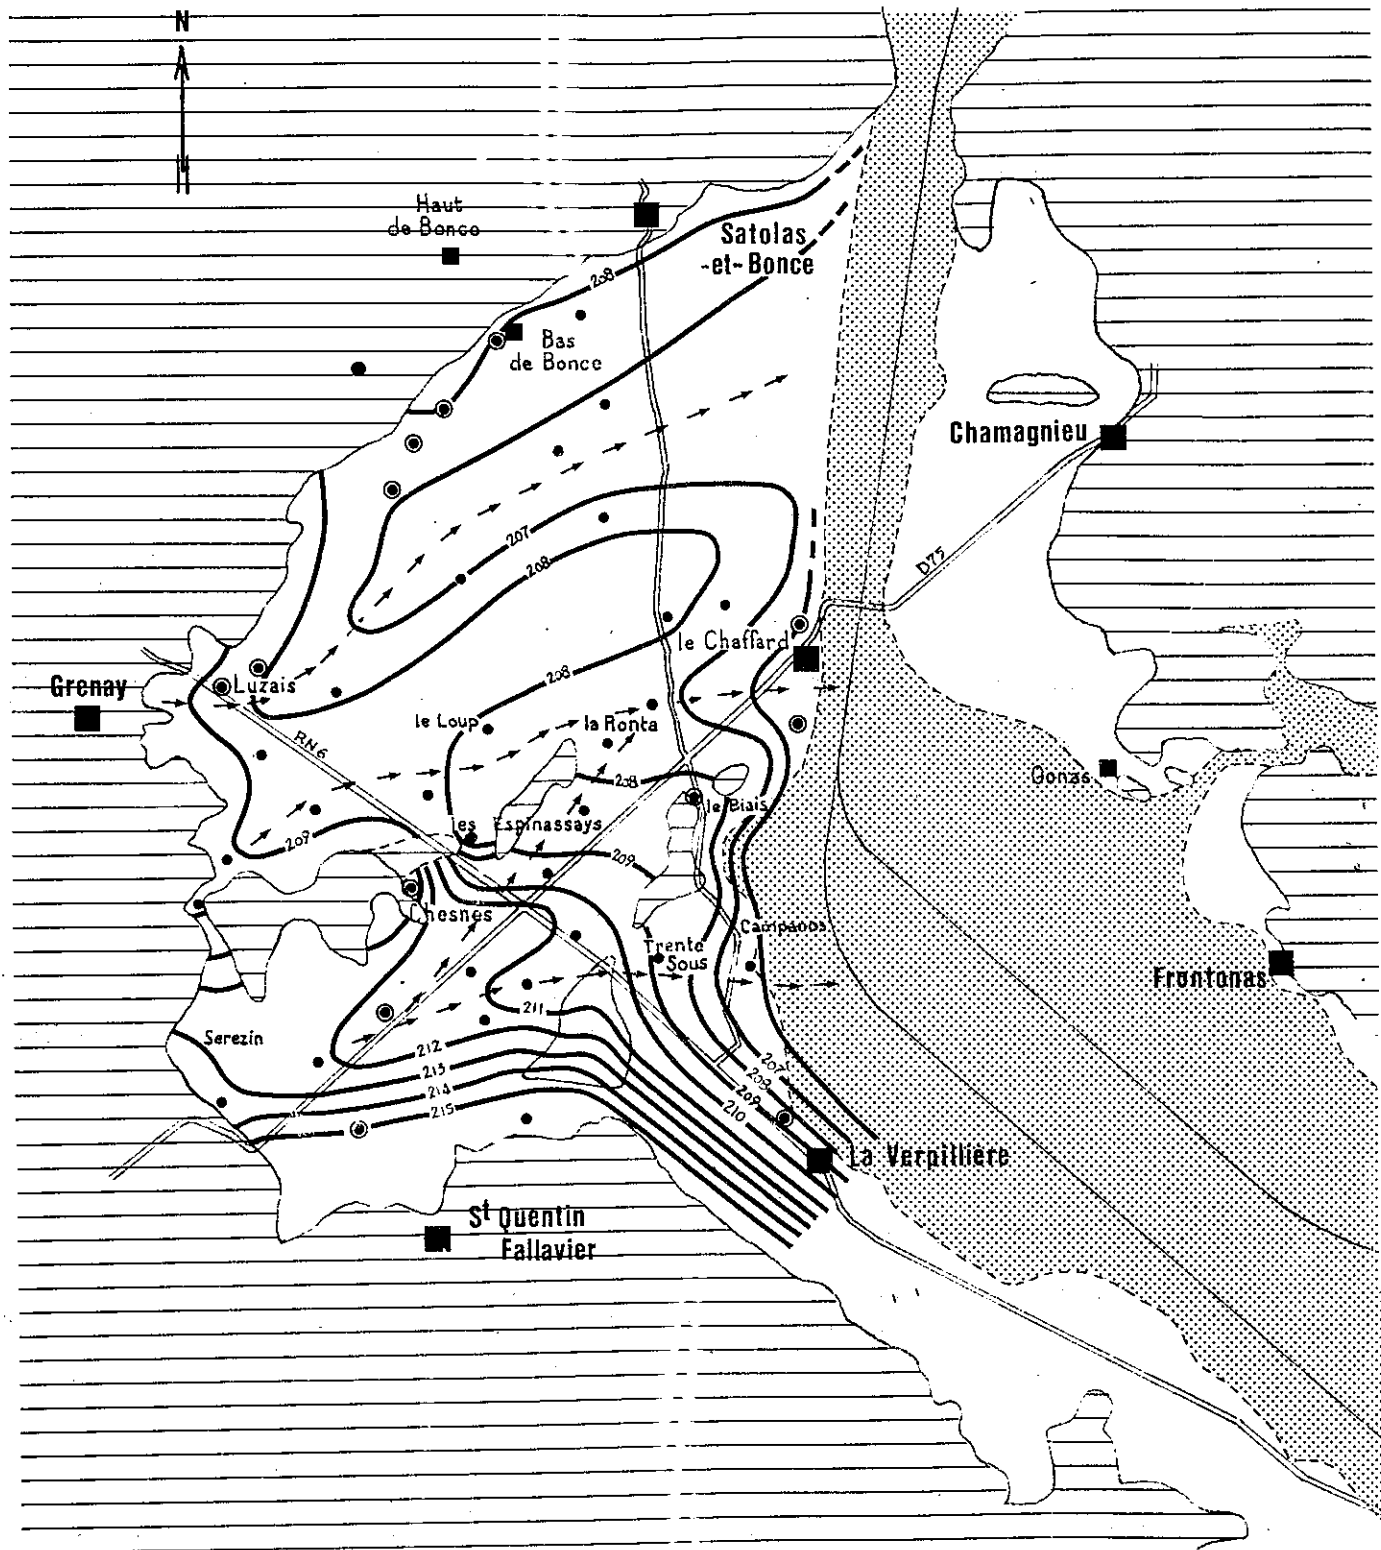 N
Haut
de Bonce
Satolas
-et-Bonce
208
Bas
de Bonce
Chamagnieu
207
D75
208
le Chaffard
Grenay
Luzais
208
le Loup
la Ronta
RN6
208
Gonas
le Biais
les Espinassays
209
209
Chesnes
Campanos
Trente
Sous
Frontonas
211
Serezin
212
207
213
208
214
209
215
210
La Verpillière
St Quentin
Fallavier